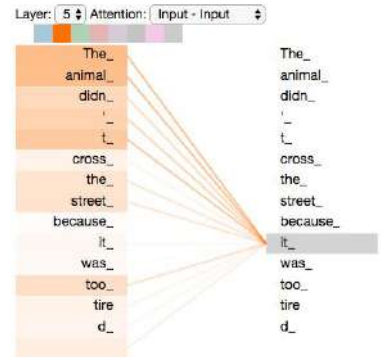 Layer: 5 Attention: Input - Input
The_ The_
animal_ animal_
didn_ didn_
'_ '_
t_ t_
cross_ cross_
the_ the_
street_ street_
because_ because_
it_ it_
was_ was_
too_ too_
tire tire
d_ d_